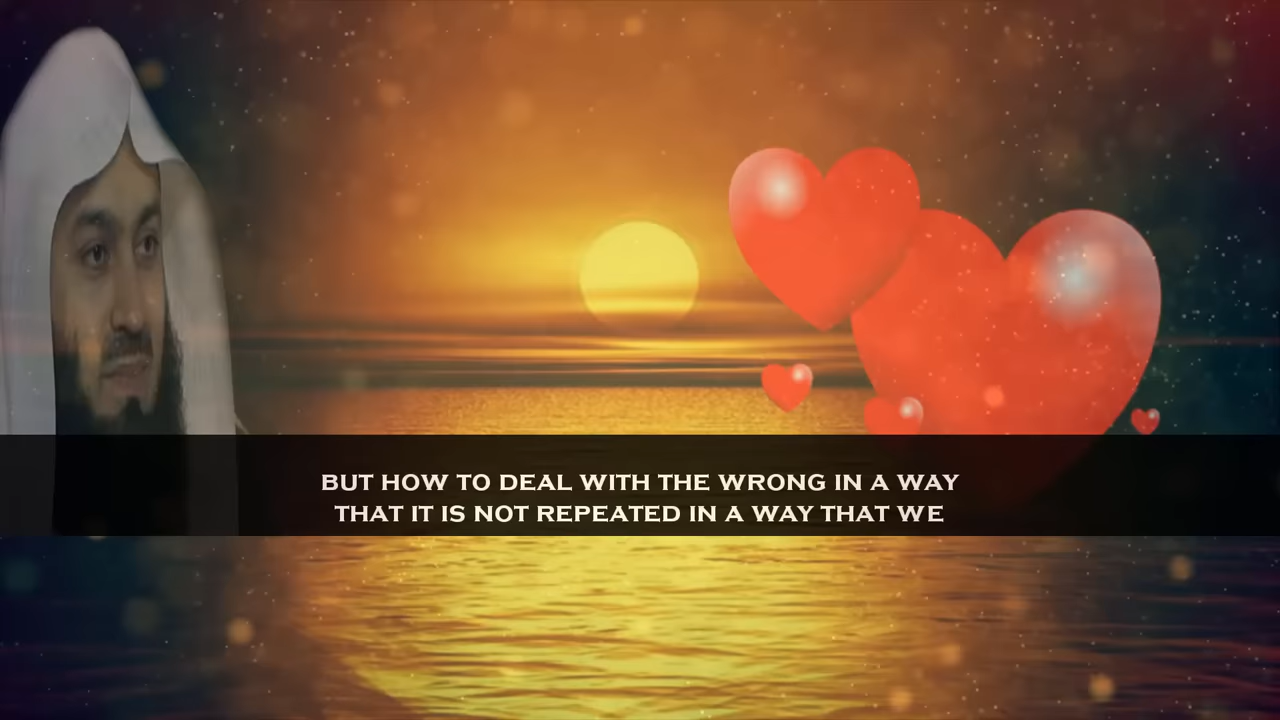 BUT HOW TO DEAL WITH THE WRONG IN A WAY
THAT IT IS NOT REPEATED IN A WAY THAT WE